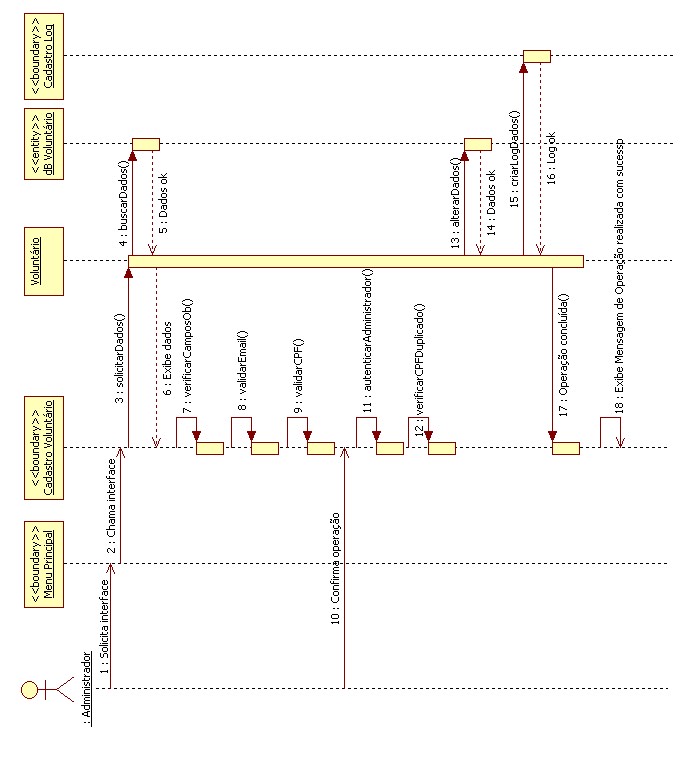 : Administrador
<<boundary>>
Menu Principal
<<boundary>>
Cadastro Voluntário
Voluntário
<<entity>>
dB Voluntário
<<boundary>>
Cadastro Log
1 : Solicita interface
2 : Chama interface
3 : solicitarDados()
4 : buscarDados()
5 : Dados ok
6 : Exibe dados
7 : verificarCamposOb()
8 : validarEmail()
9 : validarCPF()
10 : Confirma operação
11 : autenticarAdministrador()
12 : verificarCPFDuplicado()
13 : alterarDados()
14 : Dados ok
15 : criarLogDados()
16 : Log ok
17 : Operação concluída()
18 : Exibe Mensagem de Operação realizada com sucesso